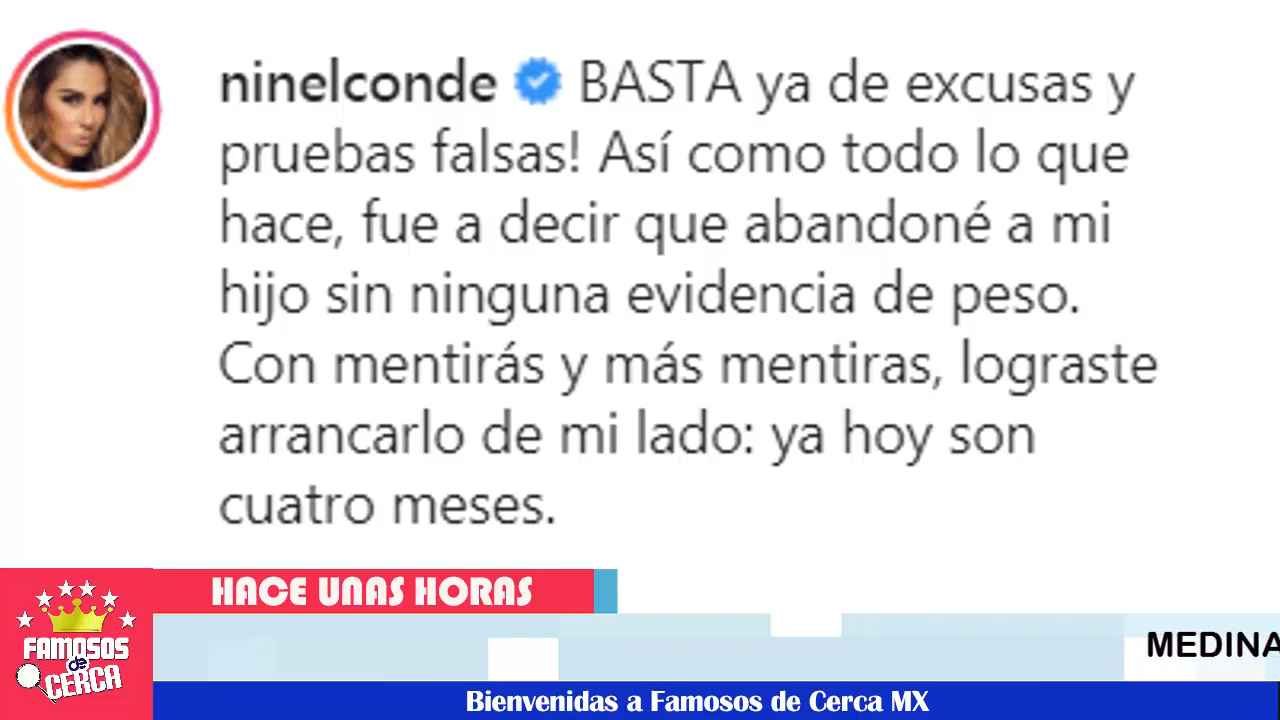 ninelconde BASTA ya de excusas y
pruebas falsas! Así como todo lo que
hace, fue a decir que abandoné a mi
hijo sin ninguna evidencia de peso.
Con mentirás y más mentiras, lograste
arrancarlo de mi lado: ya hoy son
cuatro meses.
HACE UNAS HORAS
FAMOSOS
de
CERCA
MEDINA
Bienvenidas a Famosos de Cerca MX